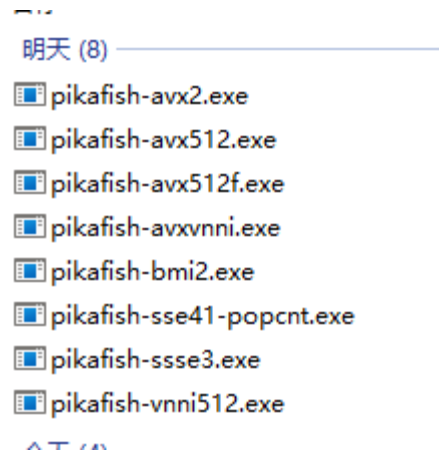 明天 (8)
pikafish-avx2.exe
pikafish-avx512.exe
pikafish-avx512f.exe
pikafish-avxvnni.exe
pikafish-bmi2.exe
pikafish-sse41-popcnt.exe
pikafish-ssse3.exe
pikafish-vnni512.exe